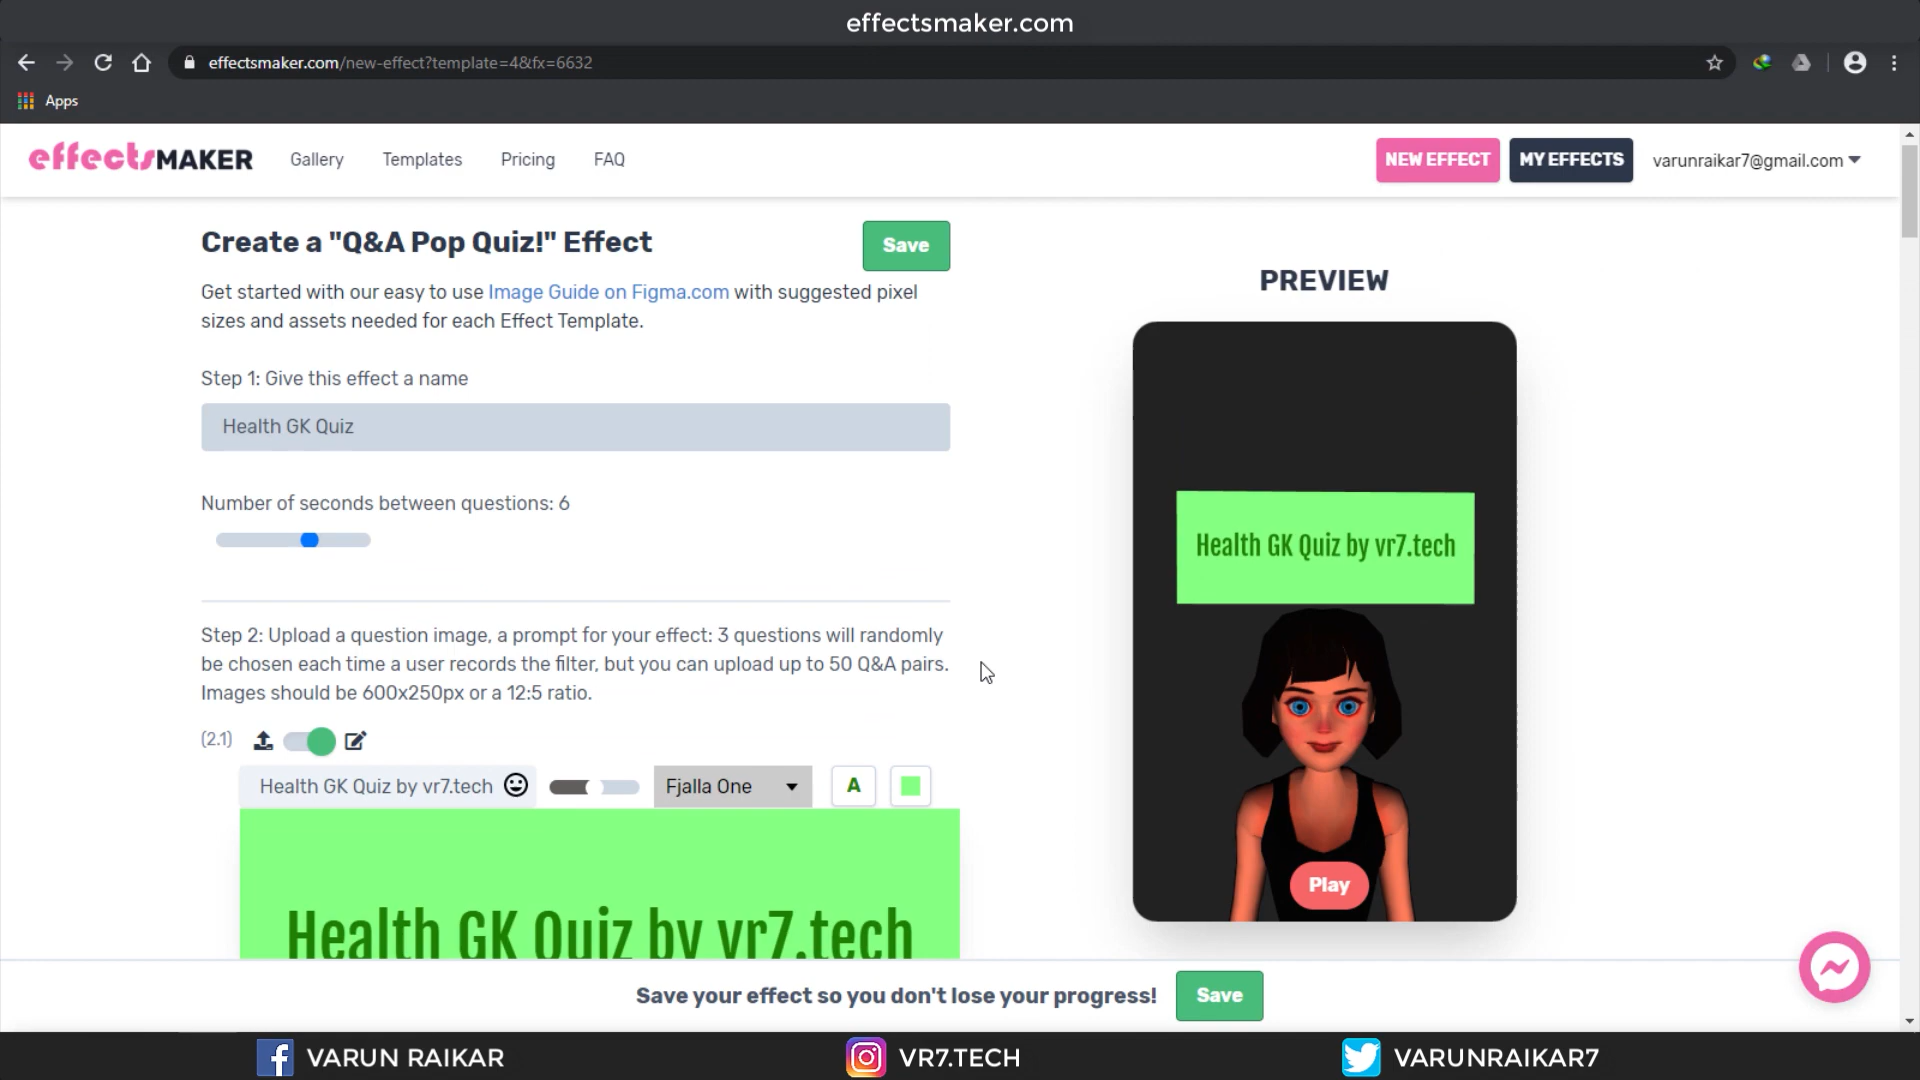 effectsmaker.com
effectsmaker.com/new-effect?template=4&fx=6632
Apps
effectsMAKER
Gallery
Templates
Pricing
FAQ
NEW EFFECT
MY EFFECTS
varunraikar7@gmail.com
Create a "Q&A Pop Quiz!" Effect
Save
Get started with our easy to use Image Guide on Figma.com with suggested pixel
sizes and assets needed for each Effect Template.
Step 1: Give this effect a name
Health GK Quiz
Number of seconds between questions: 6
Step 2: Upload a question image, a prompt for your effect: 3 questions will randomly
be chosen each time a user records the filter, but you can upload up to 50 Q&A pairs.
Images should be 600x250px or a 12:5 ratio.
(2.1)
Health GK Quiz by vr7.tech
Fjalla One
A
Health GK Quiz by vr7.tech
PREVIEW
Health GK Quiz by vr7.tech
Play
Save your effect so you don't lose your progress!
Save
VARUN RAIKAR
VR7.TECH
VARUNRAIKAR7